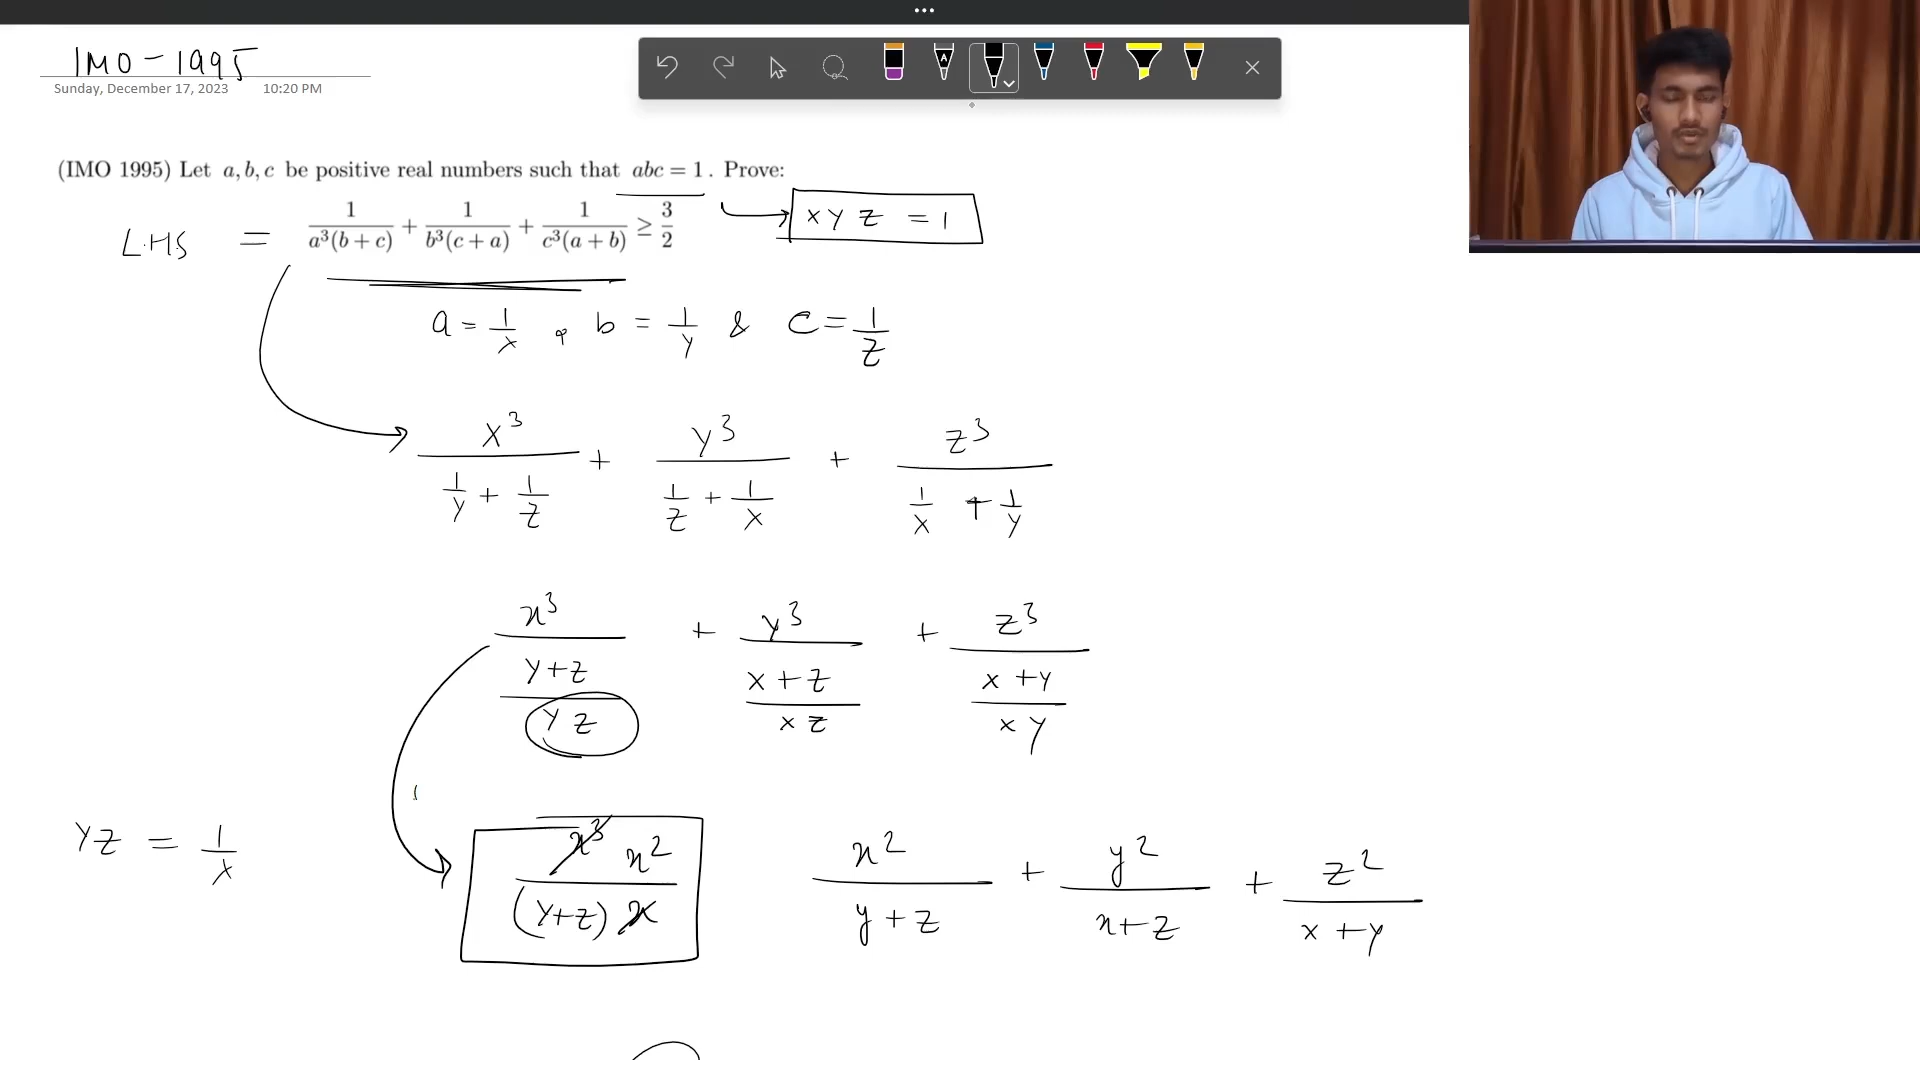 IMO - 1995
Sunday, December 17, 2023 10:20 PM
(IMO 1995) Let a, b, c be positive real numbers such that abc = 1. Prove:
LHS = 1/(a³(b + c)) + 1/(b³(c + a)) + 1/(c³(a + b)) ≥ 3/2
xyz = 1
a = 1/x , b = 1/y & c = 1/z
x³/(1/y + 1/z) + y³/(1/z + 1/x) + z³/(1/x + 1/y)
x³/((y+z)/(yz)) + y³/((x+z)/(xz)) + z³/((x+y)/(xy))
yz = 1/x
x³ x²/((y+z) x)
x²/(y+z) + y²/(x+z) + z²/(x+y)